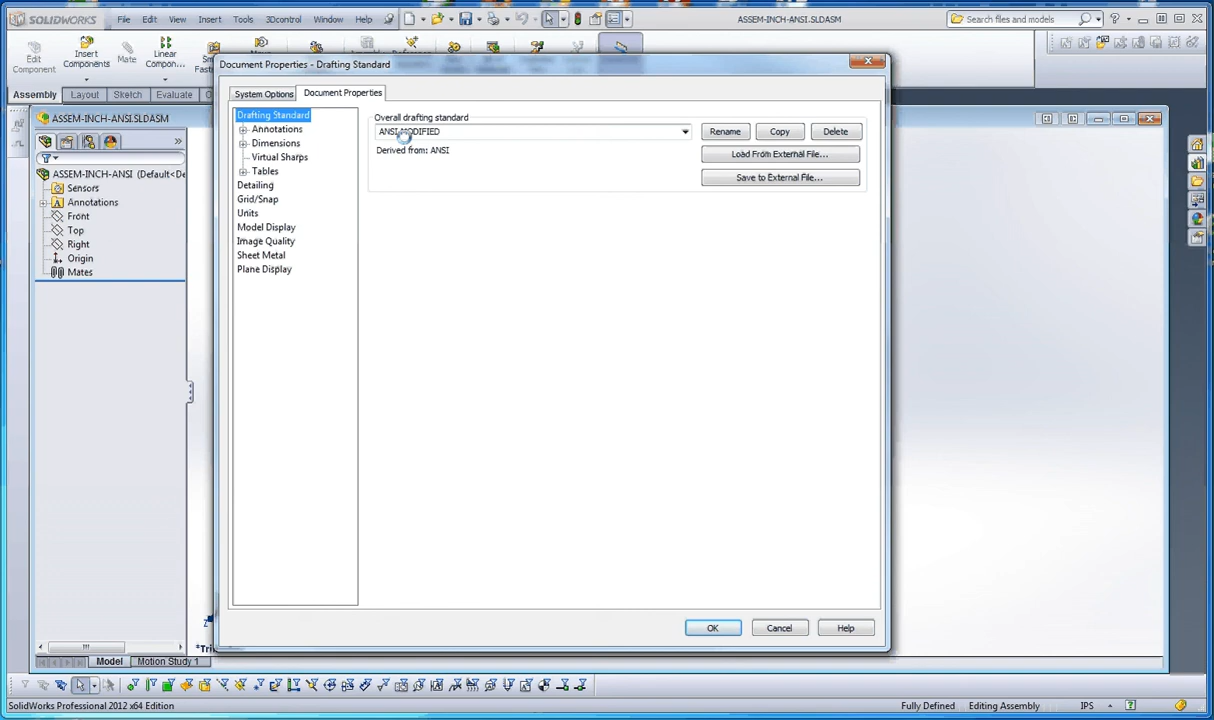 SOLIDWORKS File Edit View Insert Tools 3Dcontrol Window Help ASSEM-INCH-ANSI.SLDASM Search files and models
Edit Component
Insert Components
Mate
Linear Compon...
Assembly Layout Sketch Evaluate
Document Properties - Drafting Standard
System Options Document Properties
ASSEM-INCH-ANSI.SLDASM
ASSEM-INCH-ANSI (Default<De
Sensors
Annotations
Front
Top
Right
Origin
Mates
Drafting Standard
Annotations
Dimensions
Virtual Sharps
Tables
Detailing
Grid/Snap
Units
Model Display
Image Quality
Sheet Metal
Plane Display
Overall drafting standard
ANSI-MODIFIED
Rename Copy Delete
Derived from: ANSI
Load From External File...
Save to External File...
OK Cancel Help
*Tri
Model Motion Study 1
SolidWorks Professional 2012 x64 Edition Fully Defined Editing Assembly IPS